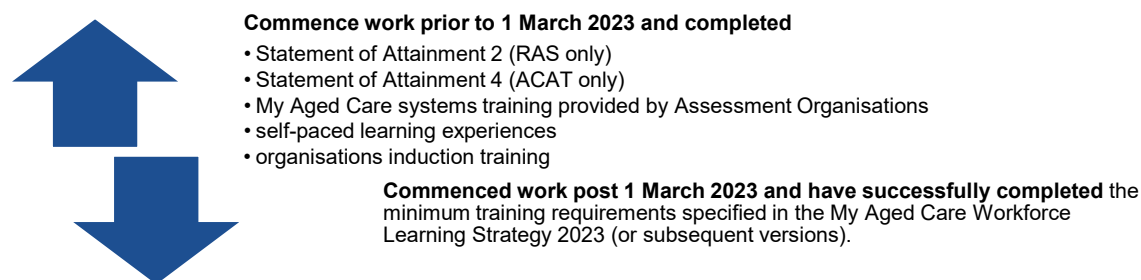 Commence work prior to 1 March 2023 and completed
• Statement of Attainment 2 (RAS only)
• Statement of Attainment 4 (ACAT only)
• My Aged Care systems training provided by Assessment Organisations
• self-paced learning experiences
• organisations induction training
Commenced work post 1 March 2023 and have successfully completed the
minimum training requirements specified in the My Aged Care Workforce
Learning Strategy 2023 (or subsequent versions).